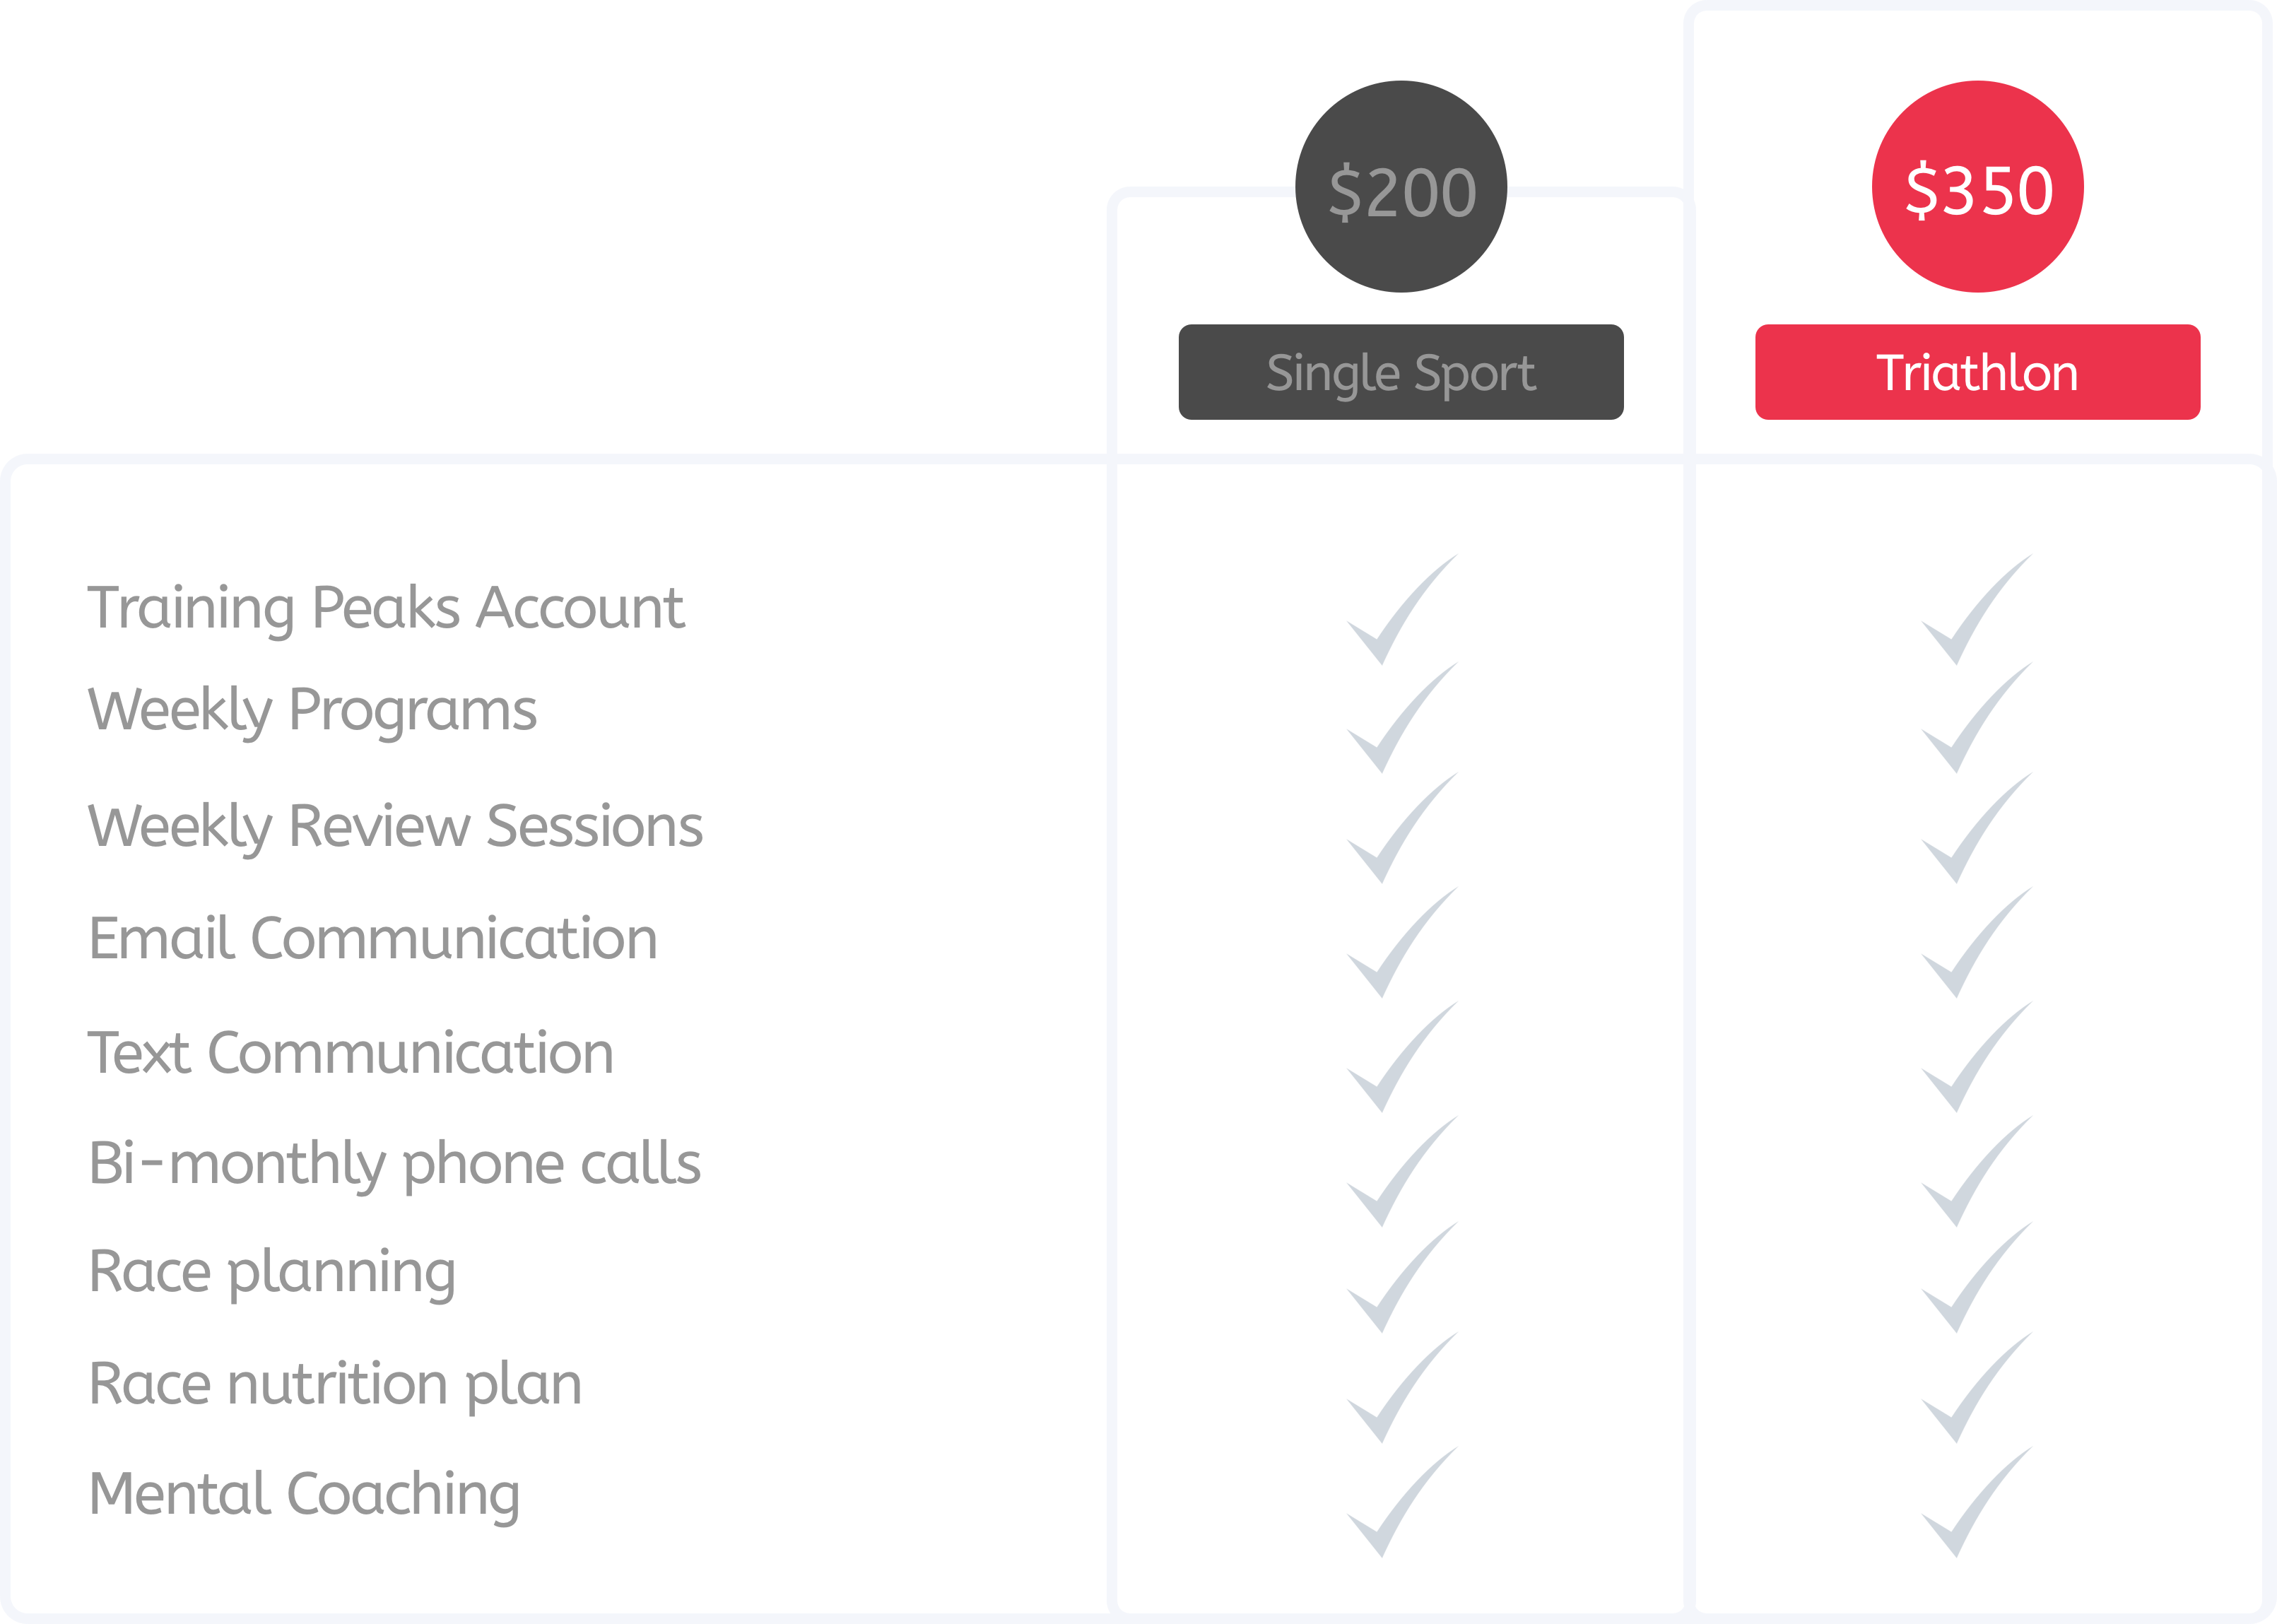 $200
$350
Single Sport
Triathlon
Training Peaks Account
Weekly Programs
Weekly Review Sessions
Email Communication
Text Communication
Bi-monthly phone calls
Race planning
Race nutrition plan
Mental Coaching